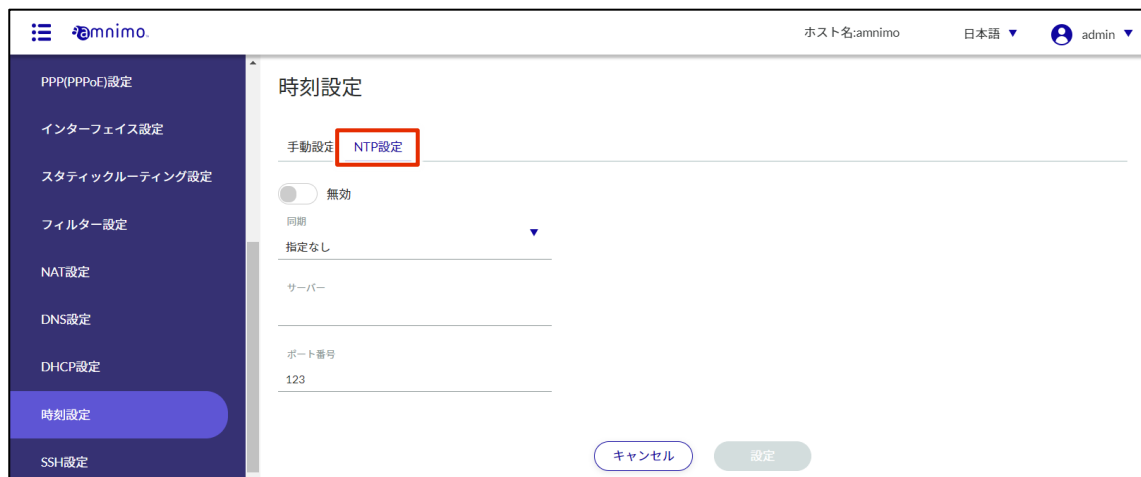 amnimo.
ホスト名:amnimo
日本語 ▼
admin ▼
PPP(PPPoE)設定
インターフェイス設定
スタティックルーティング設定
フィルター設定
NAT設定
DNS設定
DHCP設定
時刻設定
SSH設定
時刻設定
手動設定
NTP設定
無効
同期
指定なし
サーバー
ポート番号
123
キャンセル
設定